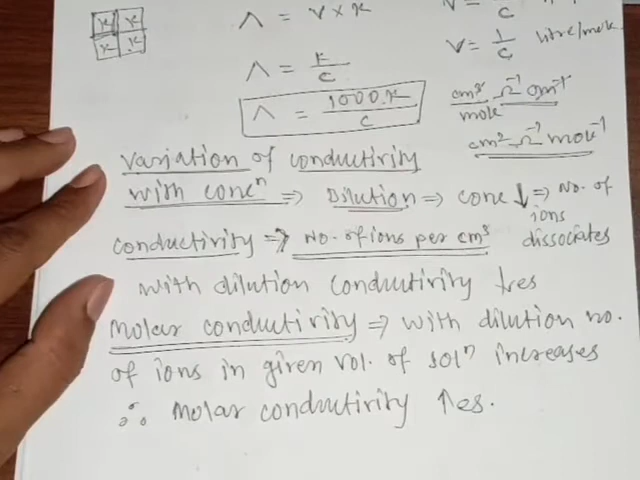 κ κ
κ κ
Λ = V × κ
C
V = 1/C litre/mole
Λ = κ/C
Λ = 1000.κ/C
cm³/mole Ω⁻¹ cm⁻¹
cm² Ω⁻¹ mole⁻¹
variation of conductivity
with concⁿ ⇒ Dilution ⇒ conc ↓ ⇒ No. of
ions
conductivity ⇒ No. of ions per cm³ dissociates
with dilution conductivity ↓es
Molar conductivity ⇒ with dilution no.
of ions in given vol. of solⁿ increases
∴ Molar conductivity ↑es.